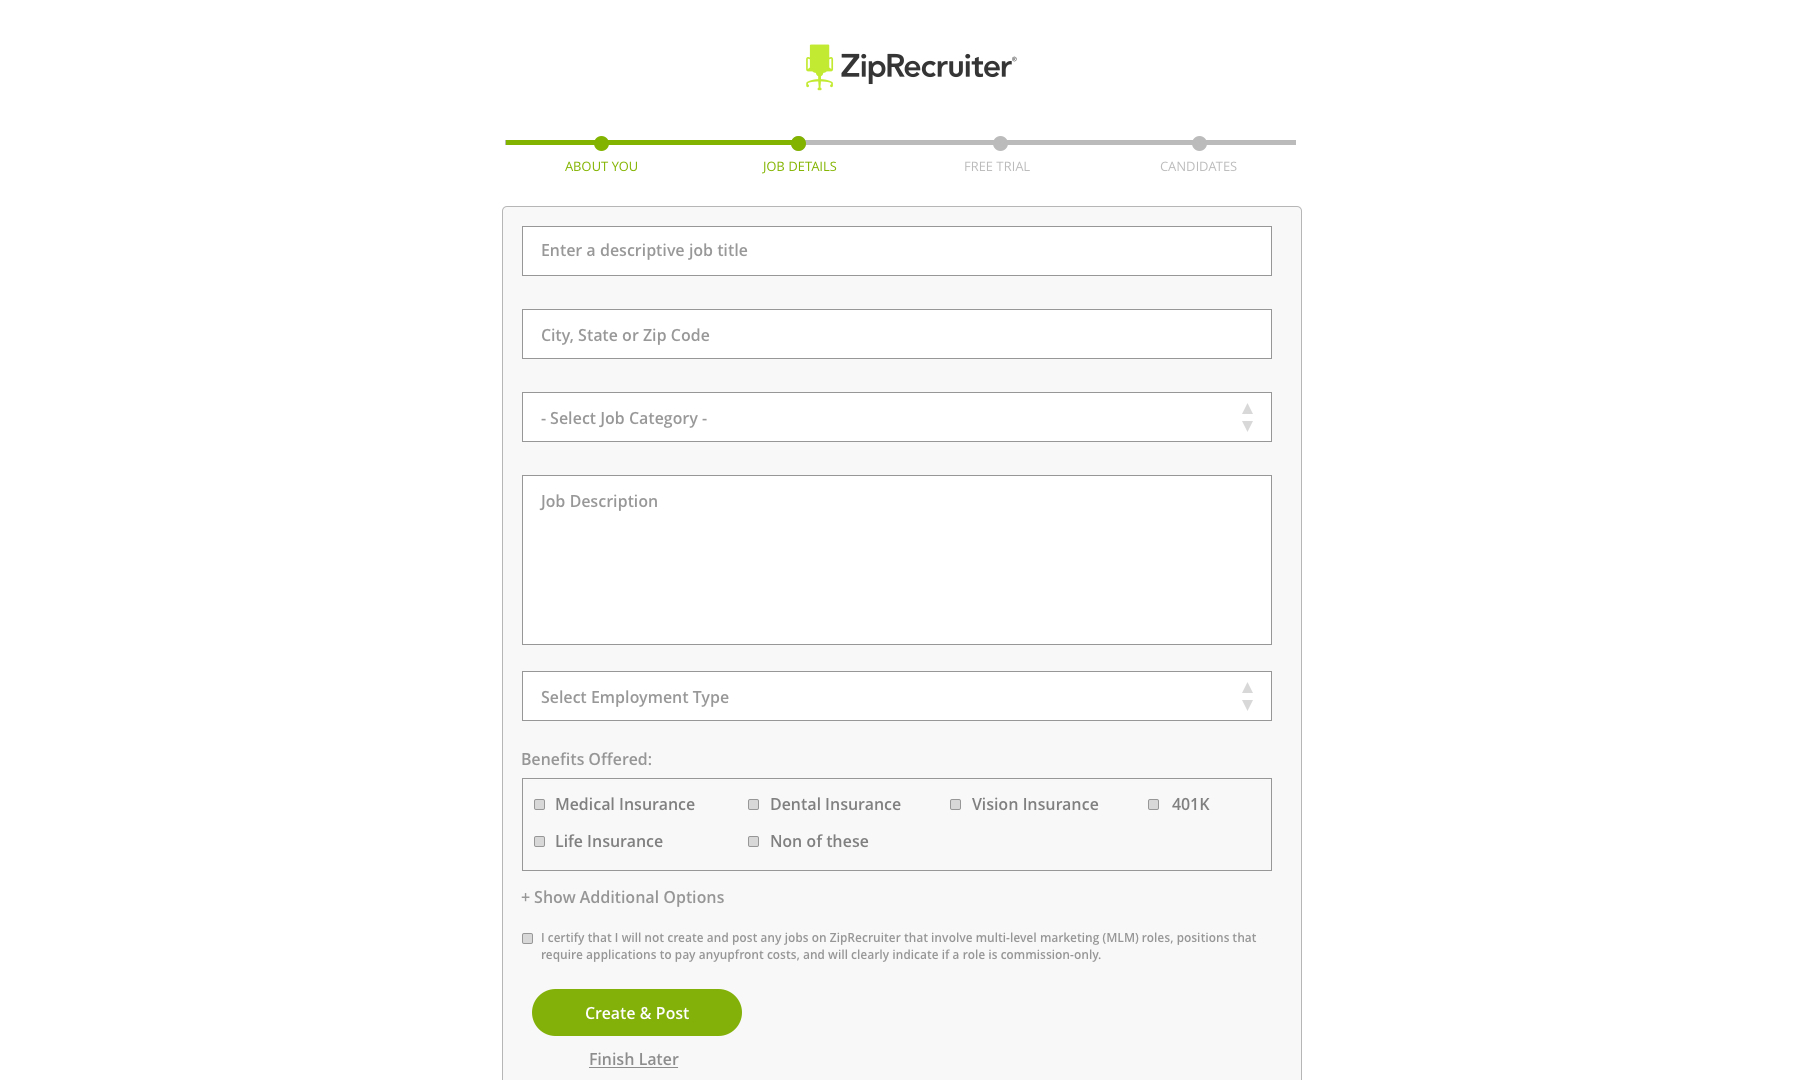 ZipRecruiter®
ABOUT YOU
JOB DETAILS
FREE TRIAL
CANDIDATES
Enter a descriptive job title
City, State or Zip Code
- Select Job Category -
Job Description
Select Employment Type
Benefits Offered:
Medical Insurance
Dental Insurance
Vision Insurance
401K
Life Insurance
Non of these
+ Show Additional Options
I certify that I will not create and post any jobs on ZipRecruiter that involve multi-level marketing (MLM) roles, positions that
require applications to pay anyupfront costs, and will clearly indicate if a role is commission-only.
Create & Post
Finish Later